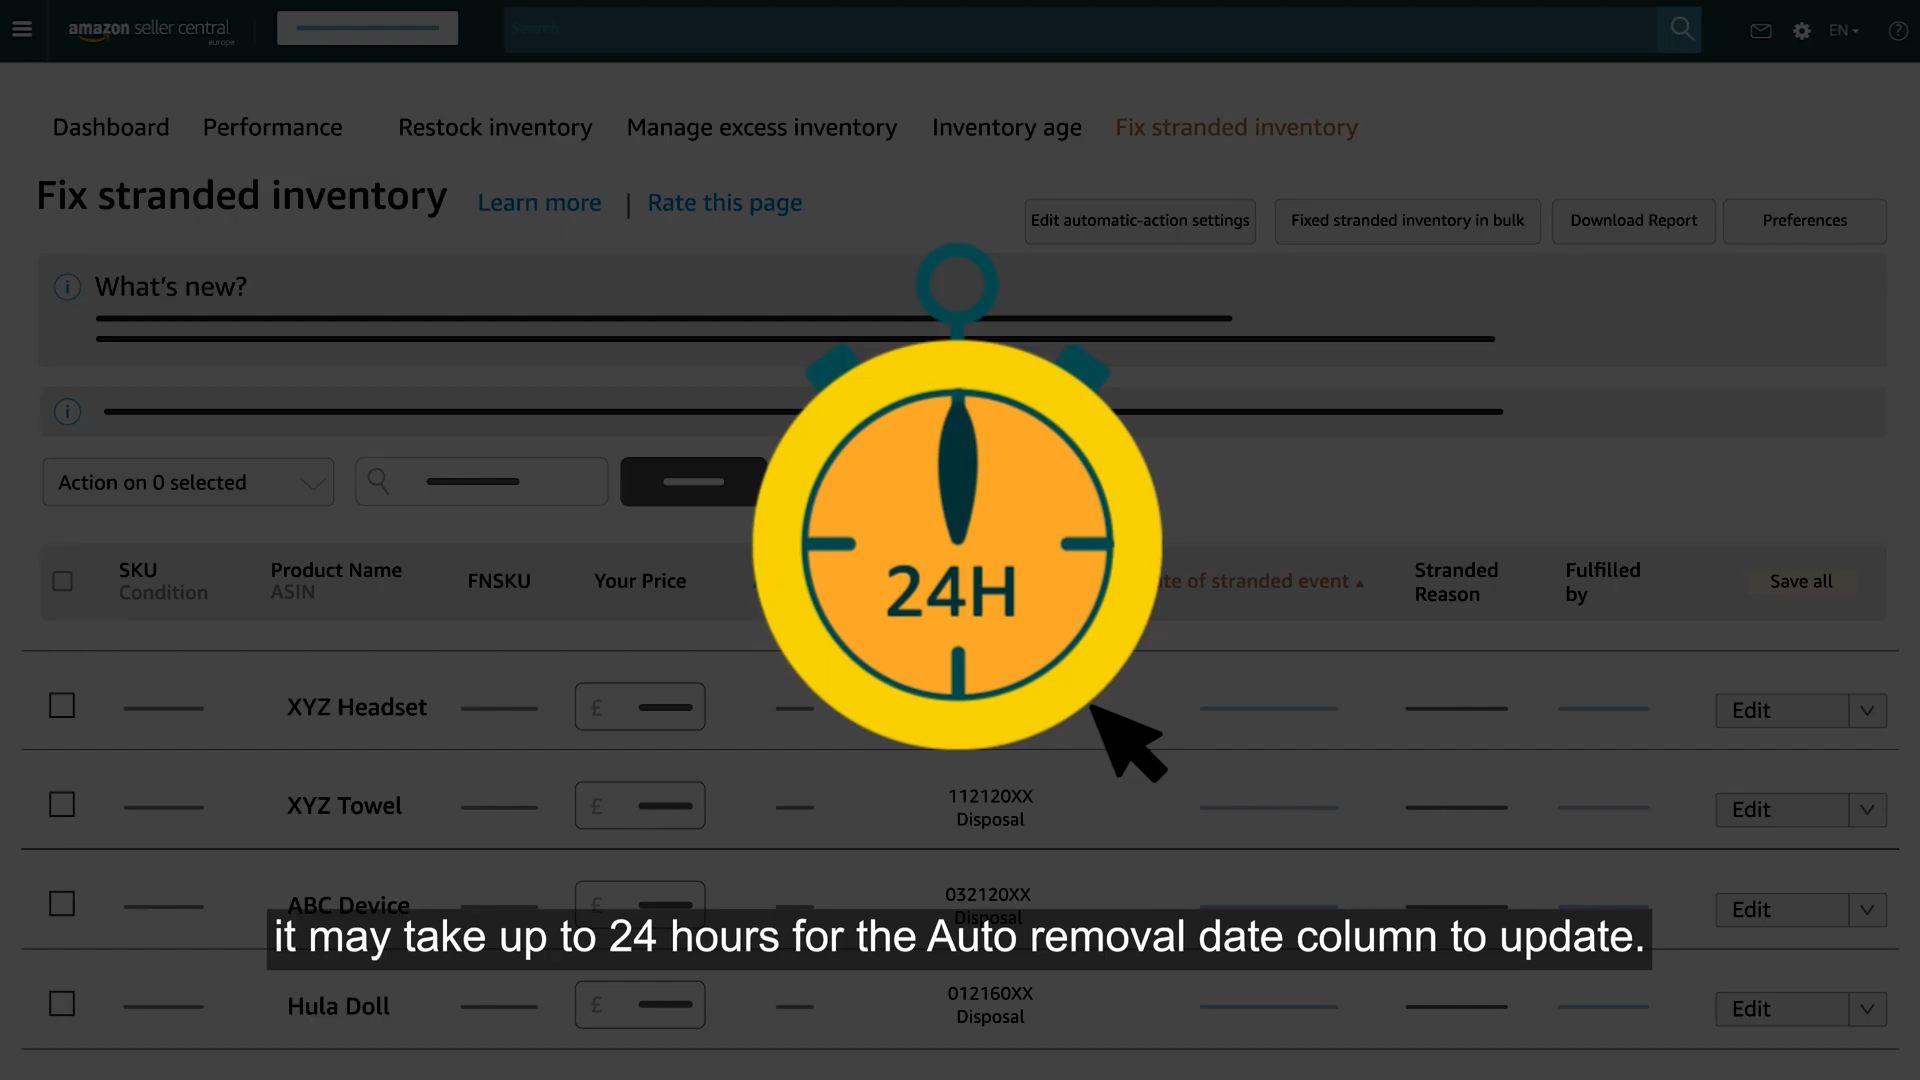 amazon seller central
europe
Search
EN
Dashboard Performance Restock inventory Manage excess inventory Inventory age Fix stranded inventory
Fix stranded inventory Learn more | Rate this page
Edit automatic-action settings Fixed stranded inventory in bulk Download Report Preferences
What's new?
Action on 0 selected
SKU
Condition
Product Name
ASIN
FNSKU
Your Price
of stranded event
Stranded
Reason
Fulfilled
by
Save all
24H
XYZ Headset £ Edit
XYZ Towel £ 112120XX
Disposal
Edit
ABC Device £ 032120XX
Disposal
Edit
it may take up to 24 hours for the Auto removal date column to update.
Hula Doll £ 012160XX
Disposal
Edit